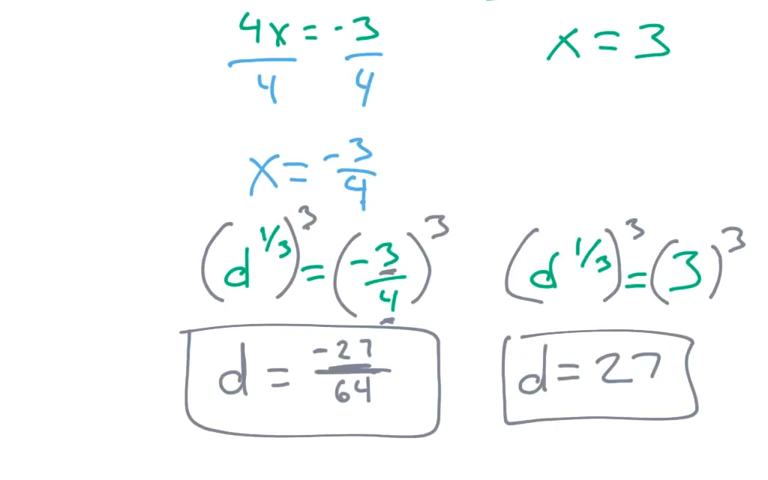 4x = -3
x = 3
4 4
x = -3/4
(d^1/3)^3 = (-3/4)^3
(d^1/3)^3 = (3)^3
d = -27/64
d = 27